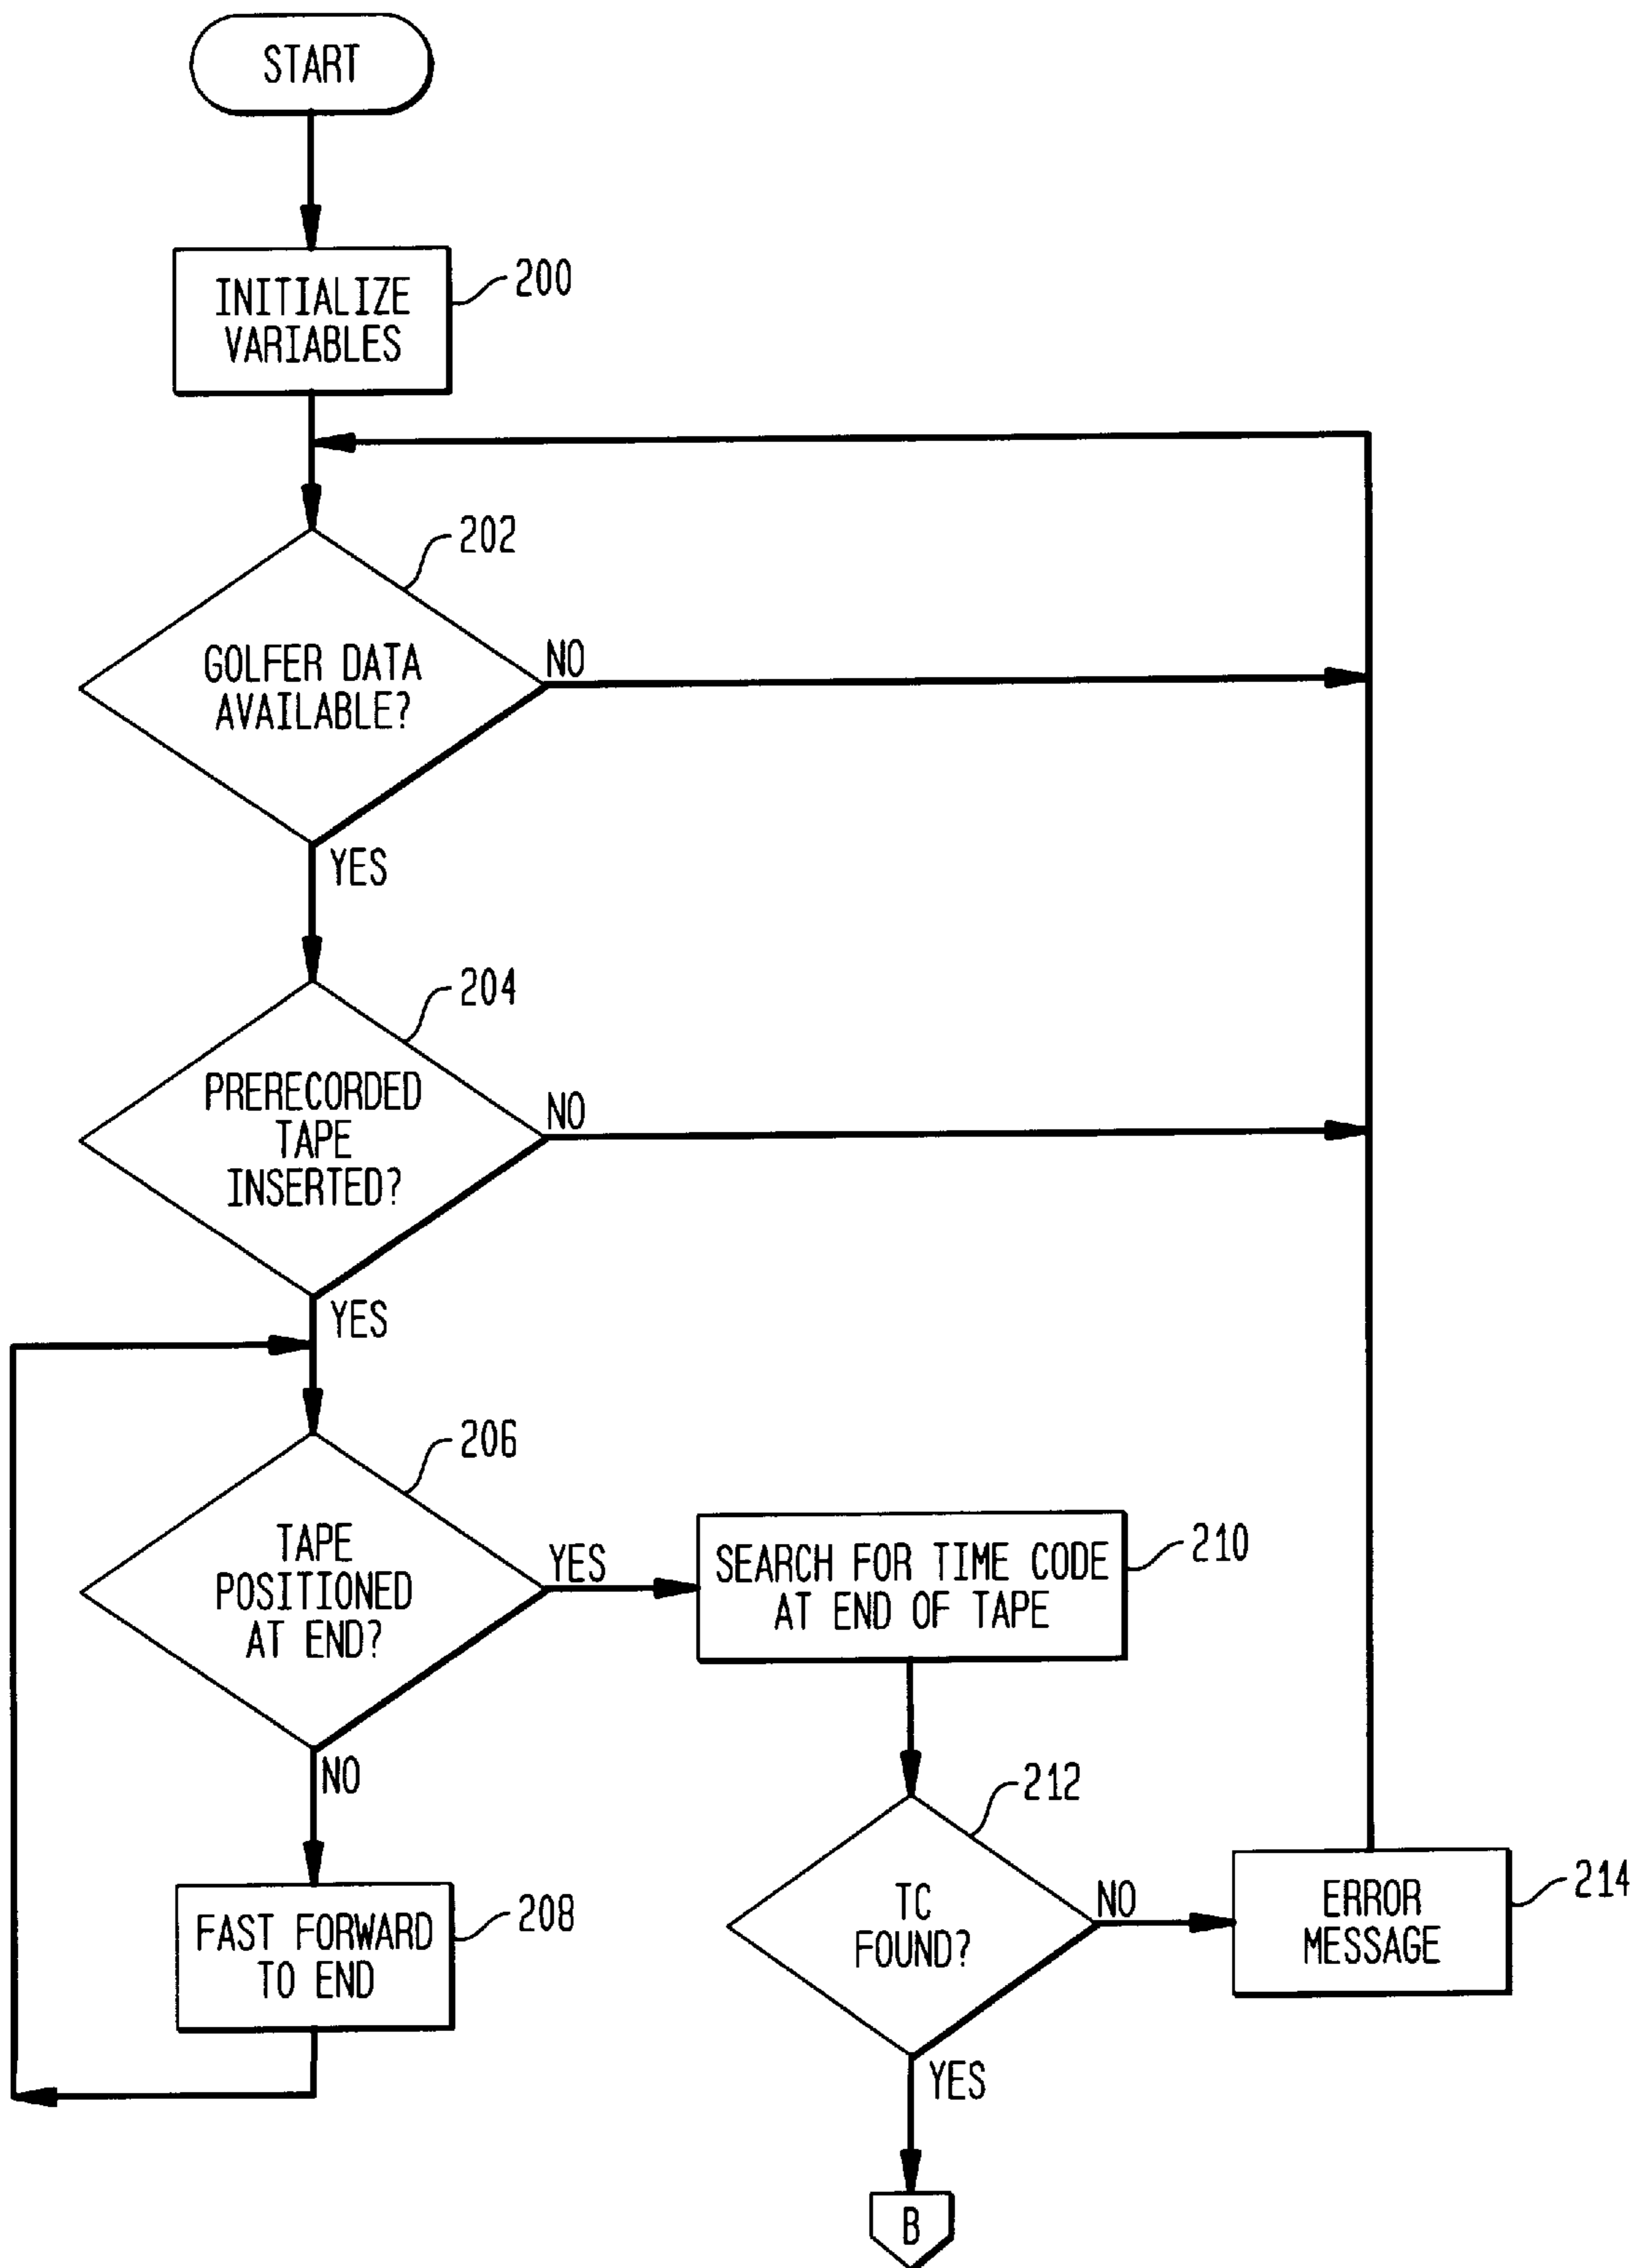 START
INITIALIZE
VARIABLES
200
202
GOLFER DATA
AVAILABLE?
NO
YES
204
PRERECORDED
TAPE
INSERTED?
NO
YES
206
TAPE
POSITIONED
AT END?
YES
NO
210
SEARCH FOR TIME CODE
AT END OF TAPE
212
TC
FOUND?
NO
YES
214
ERROR
MESSAGE
208
FAST FORWARD
TO END
B